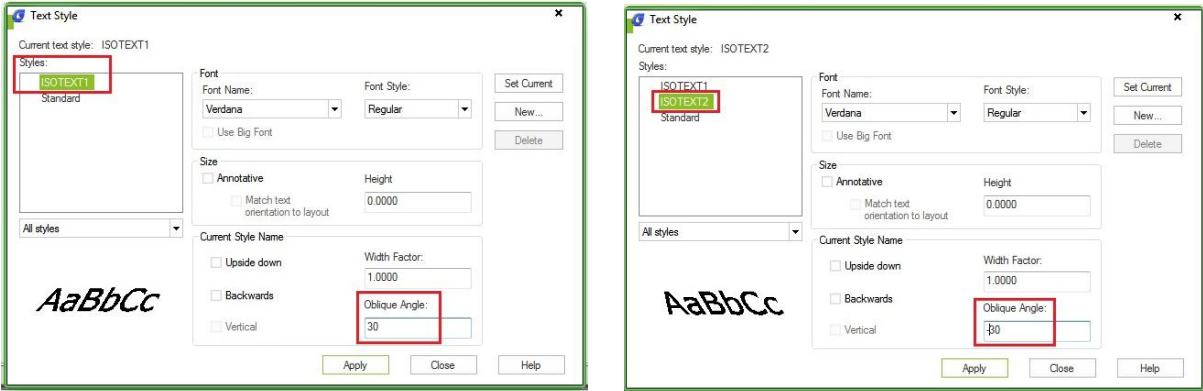 Text Style
Current text style: ISOTEXT1
Styles:
ISOTEXT1
Standard
All styles
AaBbCc
Font
Font Name:
Font Style:
Verdana
Regular
Use Big Font
Size
Annotative
Height
Match text
orientation to layout
0.0000
Current Style Name
Upside down
Width Factor:
1.0000
Backwards
Oblique Angle:
Vertical
30
Set Current
New...
Delete
Apply
Close
Help
Text Style
Current text style: ISOTEXT2
Styles:
ISOTEXT1
ISOTEXT2
Standard
All styles
AaBbCc
Font
Font Name:
Font Style:
Verdana
Regular
Use Big Font
Size
Annotative
Height
Match text
orientation to layout
0.0000
Current Style Name
Upside down
Width Factor:
1.0000
Backwards
Oblique Angle:
Vertical
-30
Set Current
New...
Delete
Apply
Close
Help